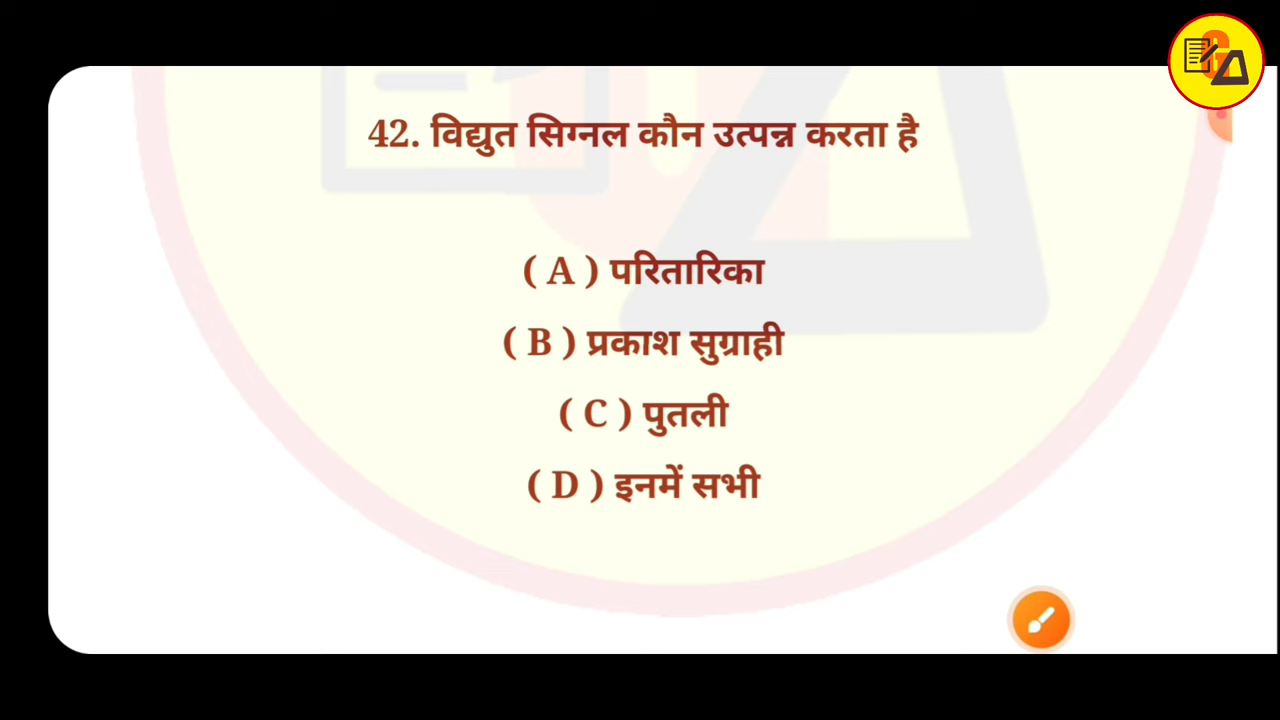 42. विद्युत सिग्नल कौन उत्पन्न करता है
( A ) परितारिका
( B ) प्रकाश सुग्राही
( C ) पुतली
( D ) इनमें सभी